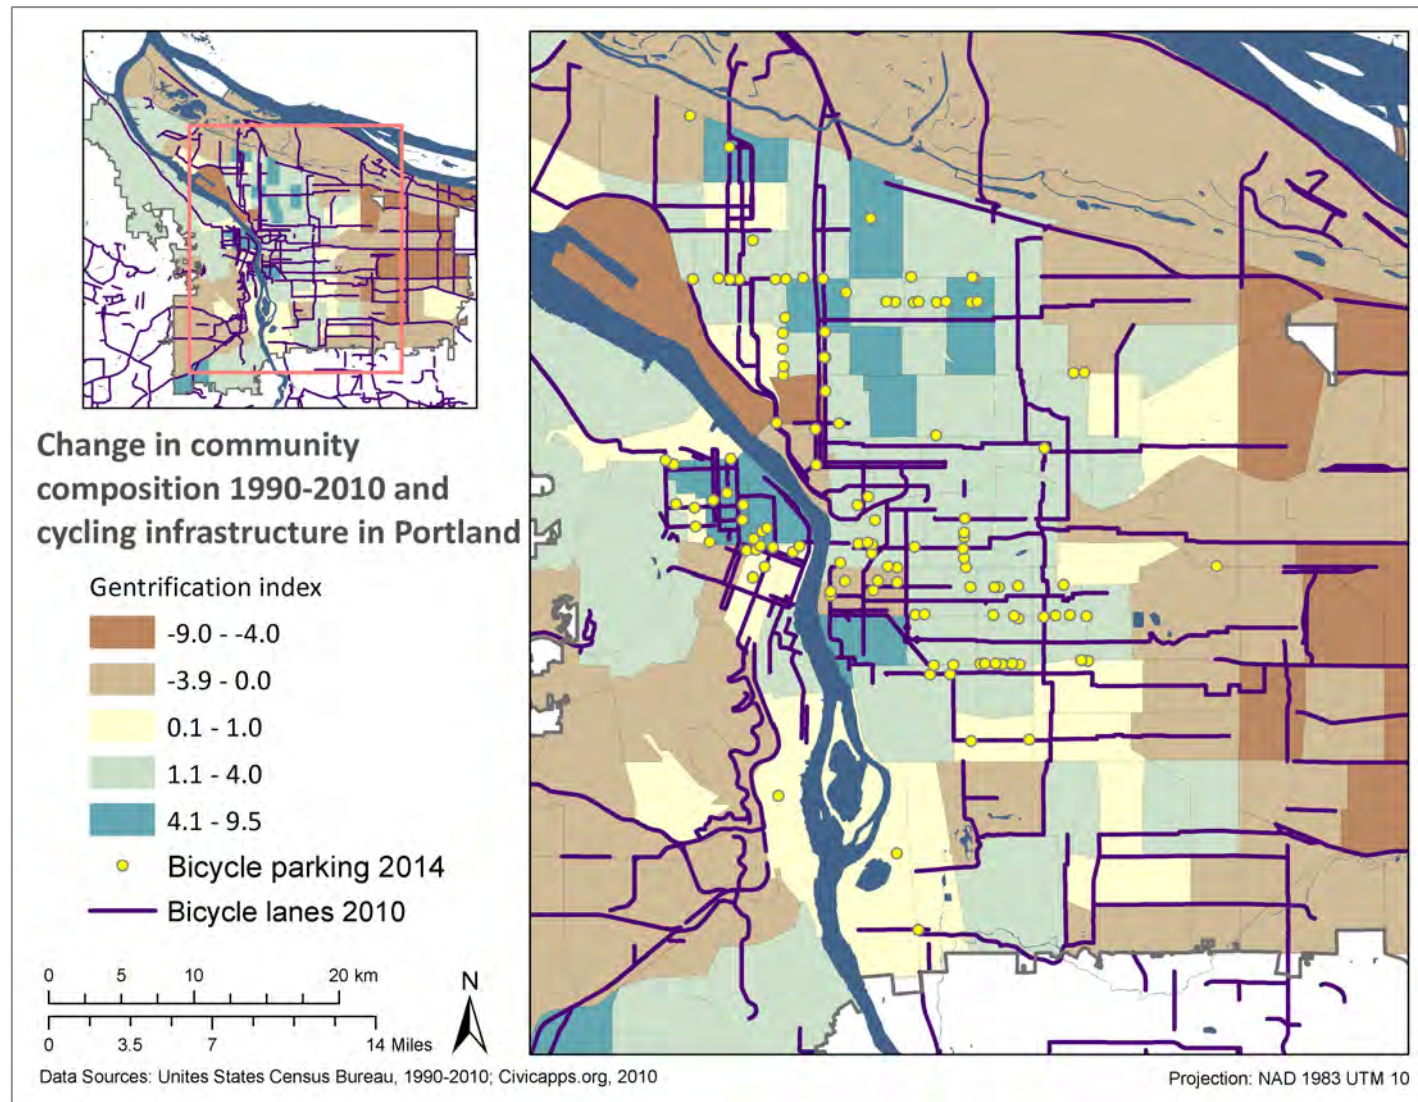 Change in community
composition 1990-2010 and
cycling infrastructure in Portland
Gentrification index
-9.0 - -4.0
-3.9 - 0.0
0.1 - 1.0
1.1 - 4.0
4.1 - 9.5
Bicycle parking 2014
Bicycle lanes 2010
0 5 10 20 km
0 3.5 7 14 Miles
N
Data Sources: Unites States Census Bureau, 1990-2010; Civicapps.org, 2010
Projection: NAD 1983 UTM 10